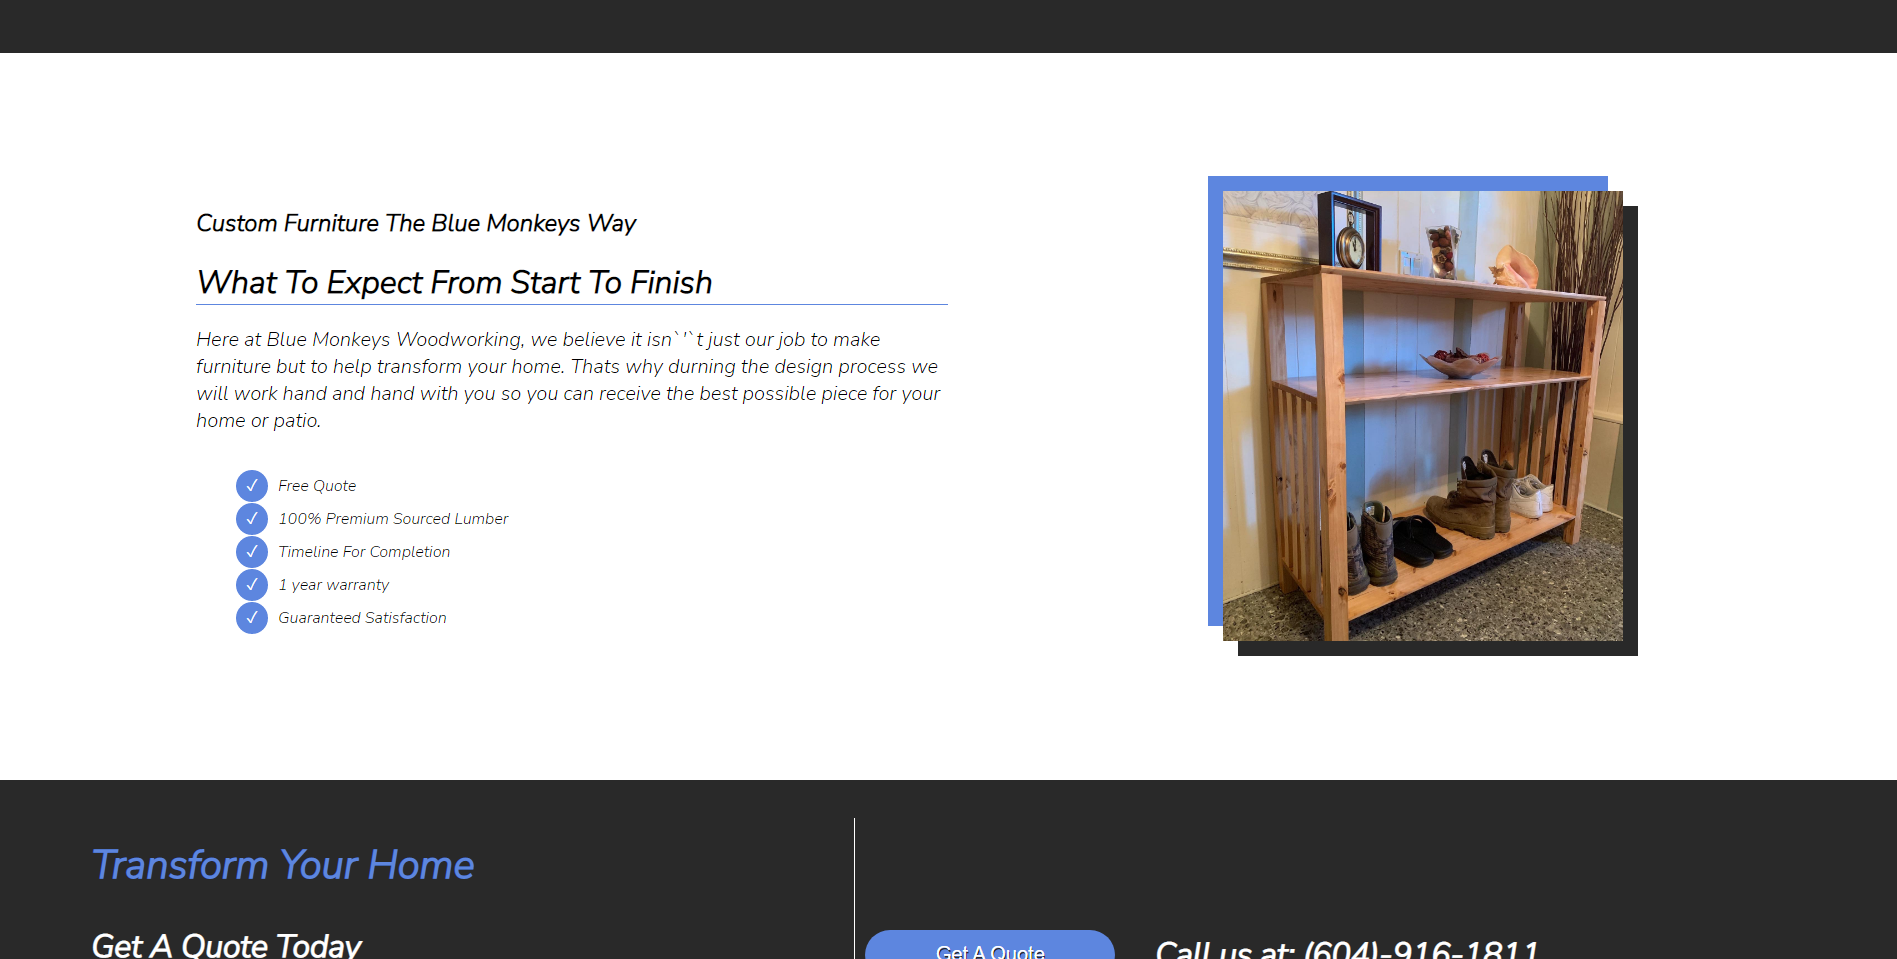 Custom Furniture The Blue Monkeys Way
What To Expect From Start To Finish
Here at Blue Monkeys Woodworking, we believe it isn`'`t just our job to make
furniture but to help transform your home. Thats why durning the design process we
will work hand and hand with you so you can receive the best possible piece for your
home or patio.
✓ Free Quote
✓ 100% Premium Sourced Lumber
✓ Timeline For Completion
✓ 1 year warranty
✓ Guaranteed Satisfaction
Transform Your Home
Get A Quote Today
Get A Quote
Call us at: (604)-916-1811